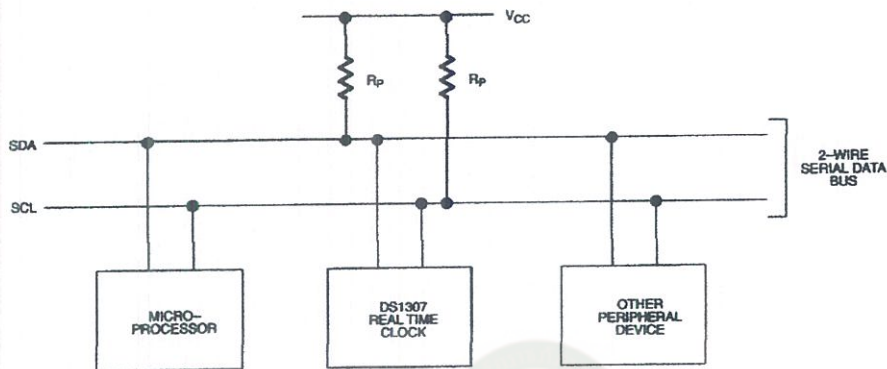 VCC
RP
RP
SDA
2–WIRE
SERIAL DATA
BUS
SCL
MICRO–
PROCESSOR
DS1307
REAL TIME
CLOCK
OTHER
PERIPHERAL
DEVICE